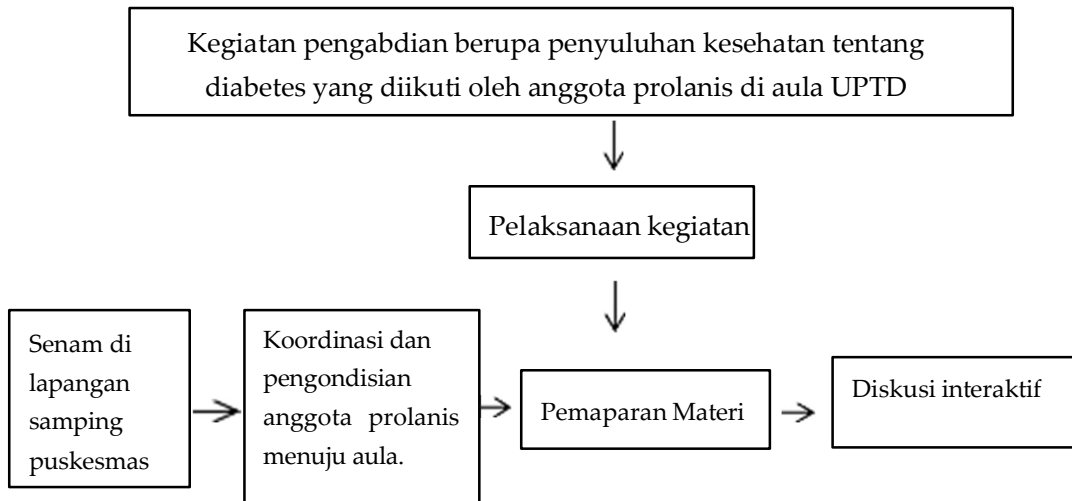 Kegiatan pengabdian berupa penyuluhan kesehatan tentang
diabetes yang diikuti oleh anggota prolanis di aula UPTD
Pelaksanaan kegiatan
Senam di
lapangan
samping
puskesmas
Koordinasi dan
pengondisian
anggota prolanis
menuju aula.
Pemaparan Materi
Diskusi interaktif